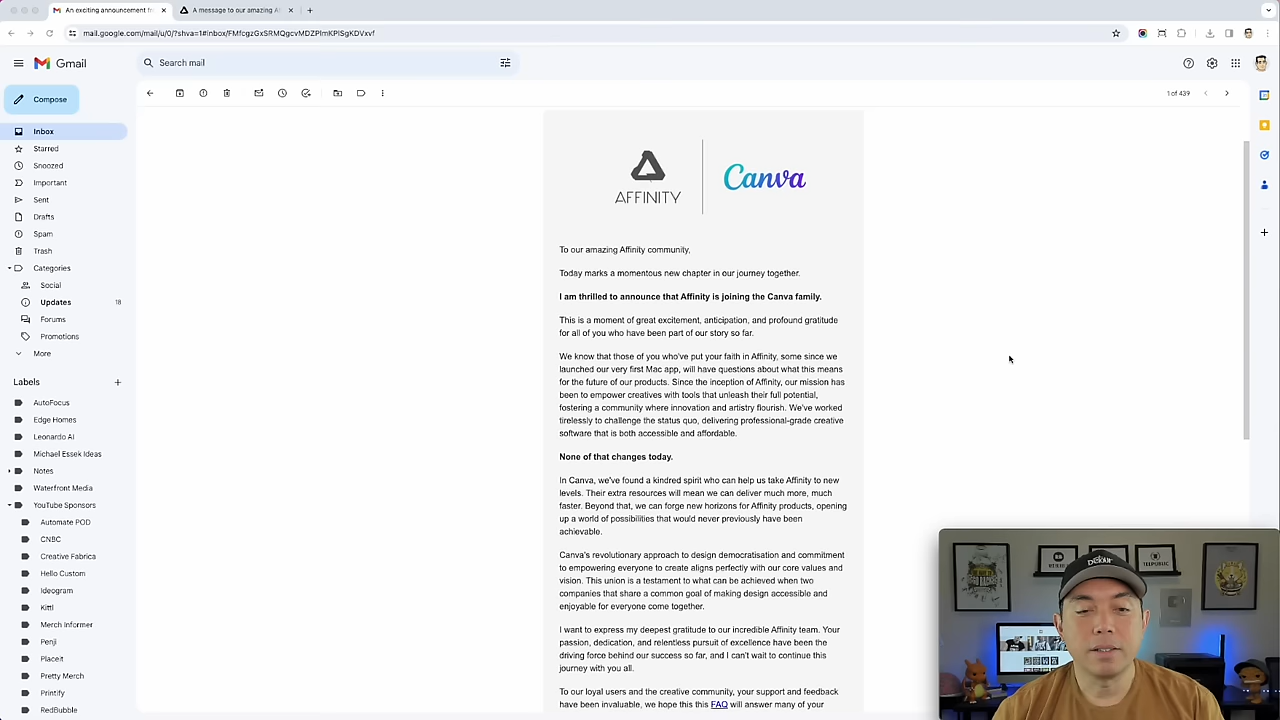 An exciting announcement fr
A message to our amazing Af
mail.google.com/mail/u/0/?shva=1#inbox/FMfcgzGxSRMQgcvMDZPlmKPlSgKDVxvf
Gmail
Search mail
Compose
1 of 439
Inbox
Starred
Snoozed
Important
Sent
Drafts
Spam
Trash
Categories
Social
Updates 18
Forums
Promotions
More
Labels
AutoFocus
Edge Homes
Leonardo AI
Michael Essek Ideas
Notes
Waterfront Media
YouTube Sponsors
Automate POD
CNBC
Creative Fabrica
Hello Custom
Ideogram
Kittl
Merch Informer
Penji
Placeit
Pretty Merch
Printify
RedBubble
AFFINITY
Canva
To our amazing Affinity community,
Today marks a momentous new chapter in our journey together.
I am thrilled to announce that Affinity is joining the Canva family.
This is a moment of great excitement, anticipation, and profound gratitude
for all of you who have been part of our story so far.
We know that those of you who've put your faith in Affinity, some since we
launched our very first Mac app, will have questions about what this means
for the future of our products. Since the inception of Affinity, our mission has
been to empower creatives with tools that unleash their full potential,
fostering a community where innovation and artistry flourish. We've worked
tirelessly to challenge the status quo, delivering professional-grade creative
software that is both accessible and affordable.
None of that changes today.
In Canva, we've found a kindred spirit who can help us take Affinity to new
levels. Their extra resources will mean we can deliver much more, much
faster. Beyond that, we can forge new horizons for Affinity products, opening
up a world of possibilities that would never previously have been
achievable.
Canva's revolutionary approach to design democratisation and commitment
to empowering everyone to create aligns perfectly with our core values and
vision. This union is a testament to what can be achieved when two
companies that share a common goal of making design accessible and
enjoyable for everyone come together.
I want to express my deepest gratitude to our incredible Affinity team. Your
passion, dedication, and relentless pursuit of excellence have been the
driving force behind our success so far, and I can't wait to continue this
journey with you all.
To our loyal users and the creative community, your support and feedback
have been invaluable, we hope this this FAQ will answer many of your